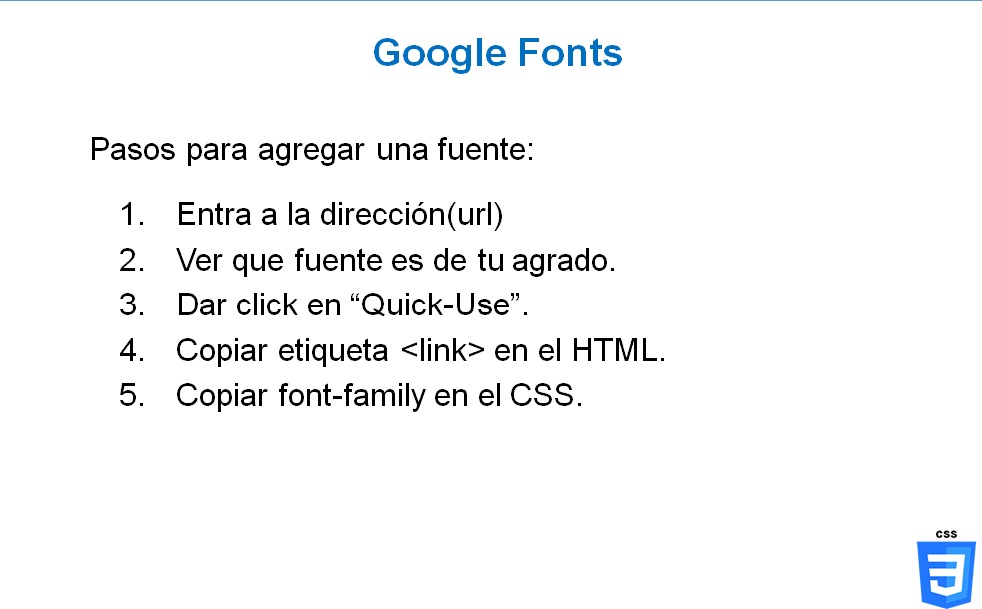 Google Fonts
Pasos para agregar una fuente:
1. Entra a la dirección(url)
2. Ver que fuente es de tu agrado.
3. Dar click en “Quick-Use”.
4. Copiar etiqueta <link> en el HTML.
5. Copiar font-family en el CSS.
CSS
3